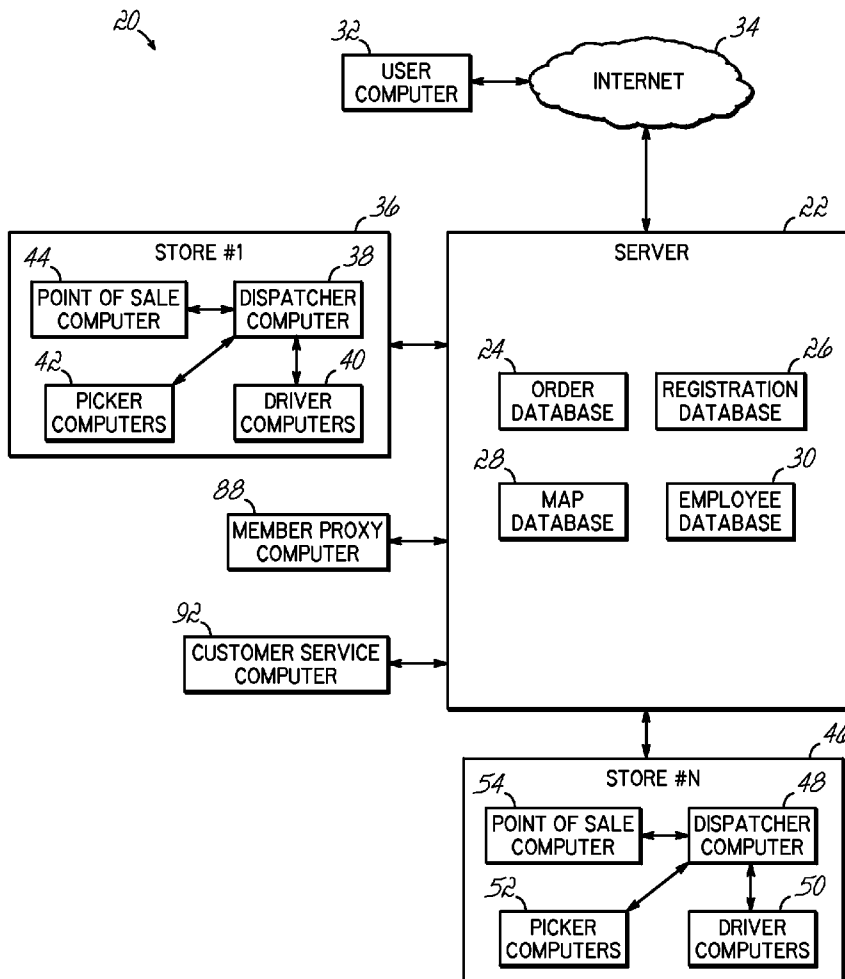 20
32
34
USER
COMPUTER
INTERNET
36
22
STORE #1
SERVER
44
38
POINT OF SALE
COMPUTER
DISPATCHER
COMPUTER
42
40
PICKER
COMPUTERS
DRIVER
COMPUTERS
24
26
ORDER
DATABASE
REGISTRATION
DATABASE
28
30
MAP
DATABASE
EMPLOYEE
DATABASE
88
MEMBER PROXY
COMPUTER
92
CUSTOMER SERVICE
COMPUTER
46
STORE #N
54
48
POINT OF SALE
COMPUTER
DISPATCHER
COMPUTER
52
50
PICKER
COMPUTERS
DRIVER
COMPUTERS